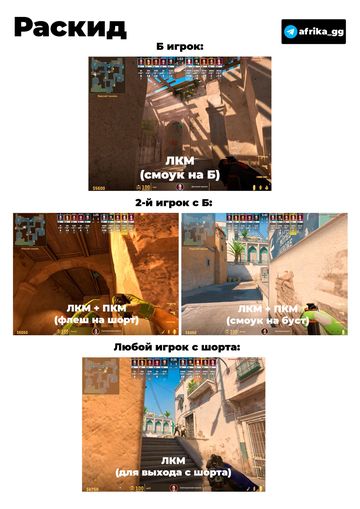 Раскид
afrika_gg
Б игрок:
ЛКМ
(смоук на Б)
2-й игрок с Б:
ЛКМ + ПКМ
(флеш на шорт)
ЛКМ + ПКМ
(смоук на буст)
Любой игрок с шорта:
ЛКМ
(для выхода с шорта)